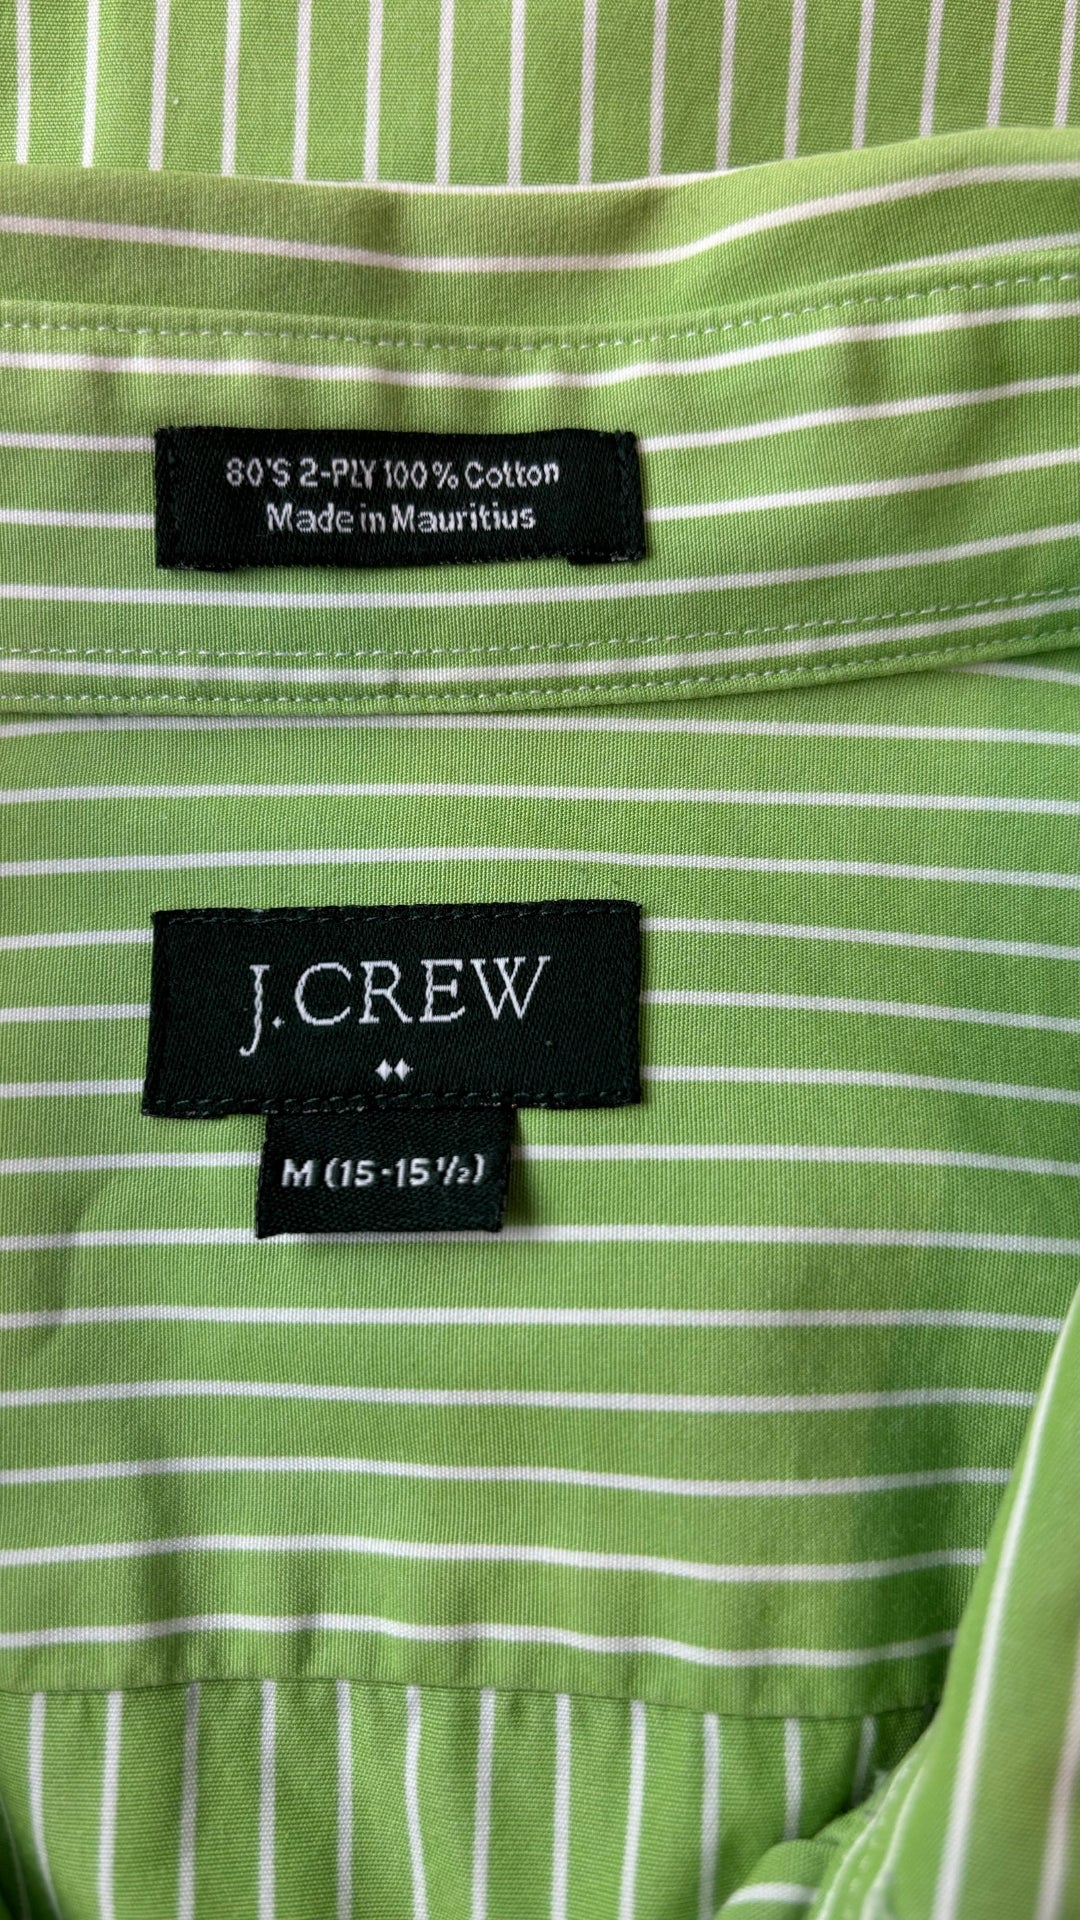 80'S 2-PLY 100% Cotton
Made in Mauritius
J.CREW
M (15-15 1/2)